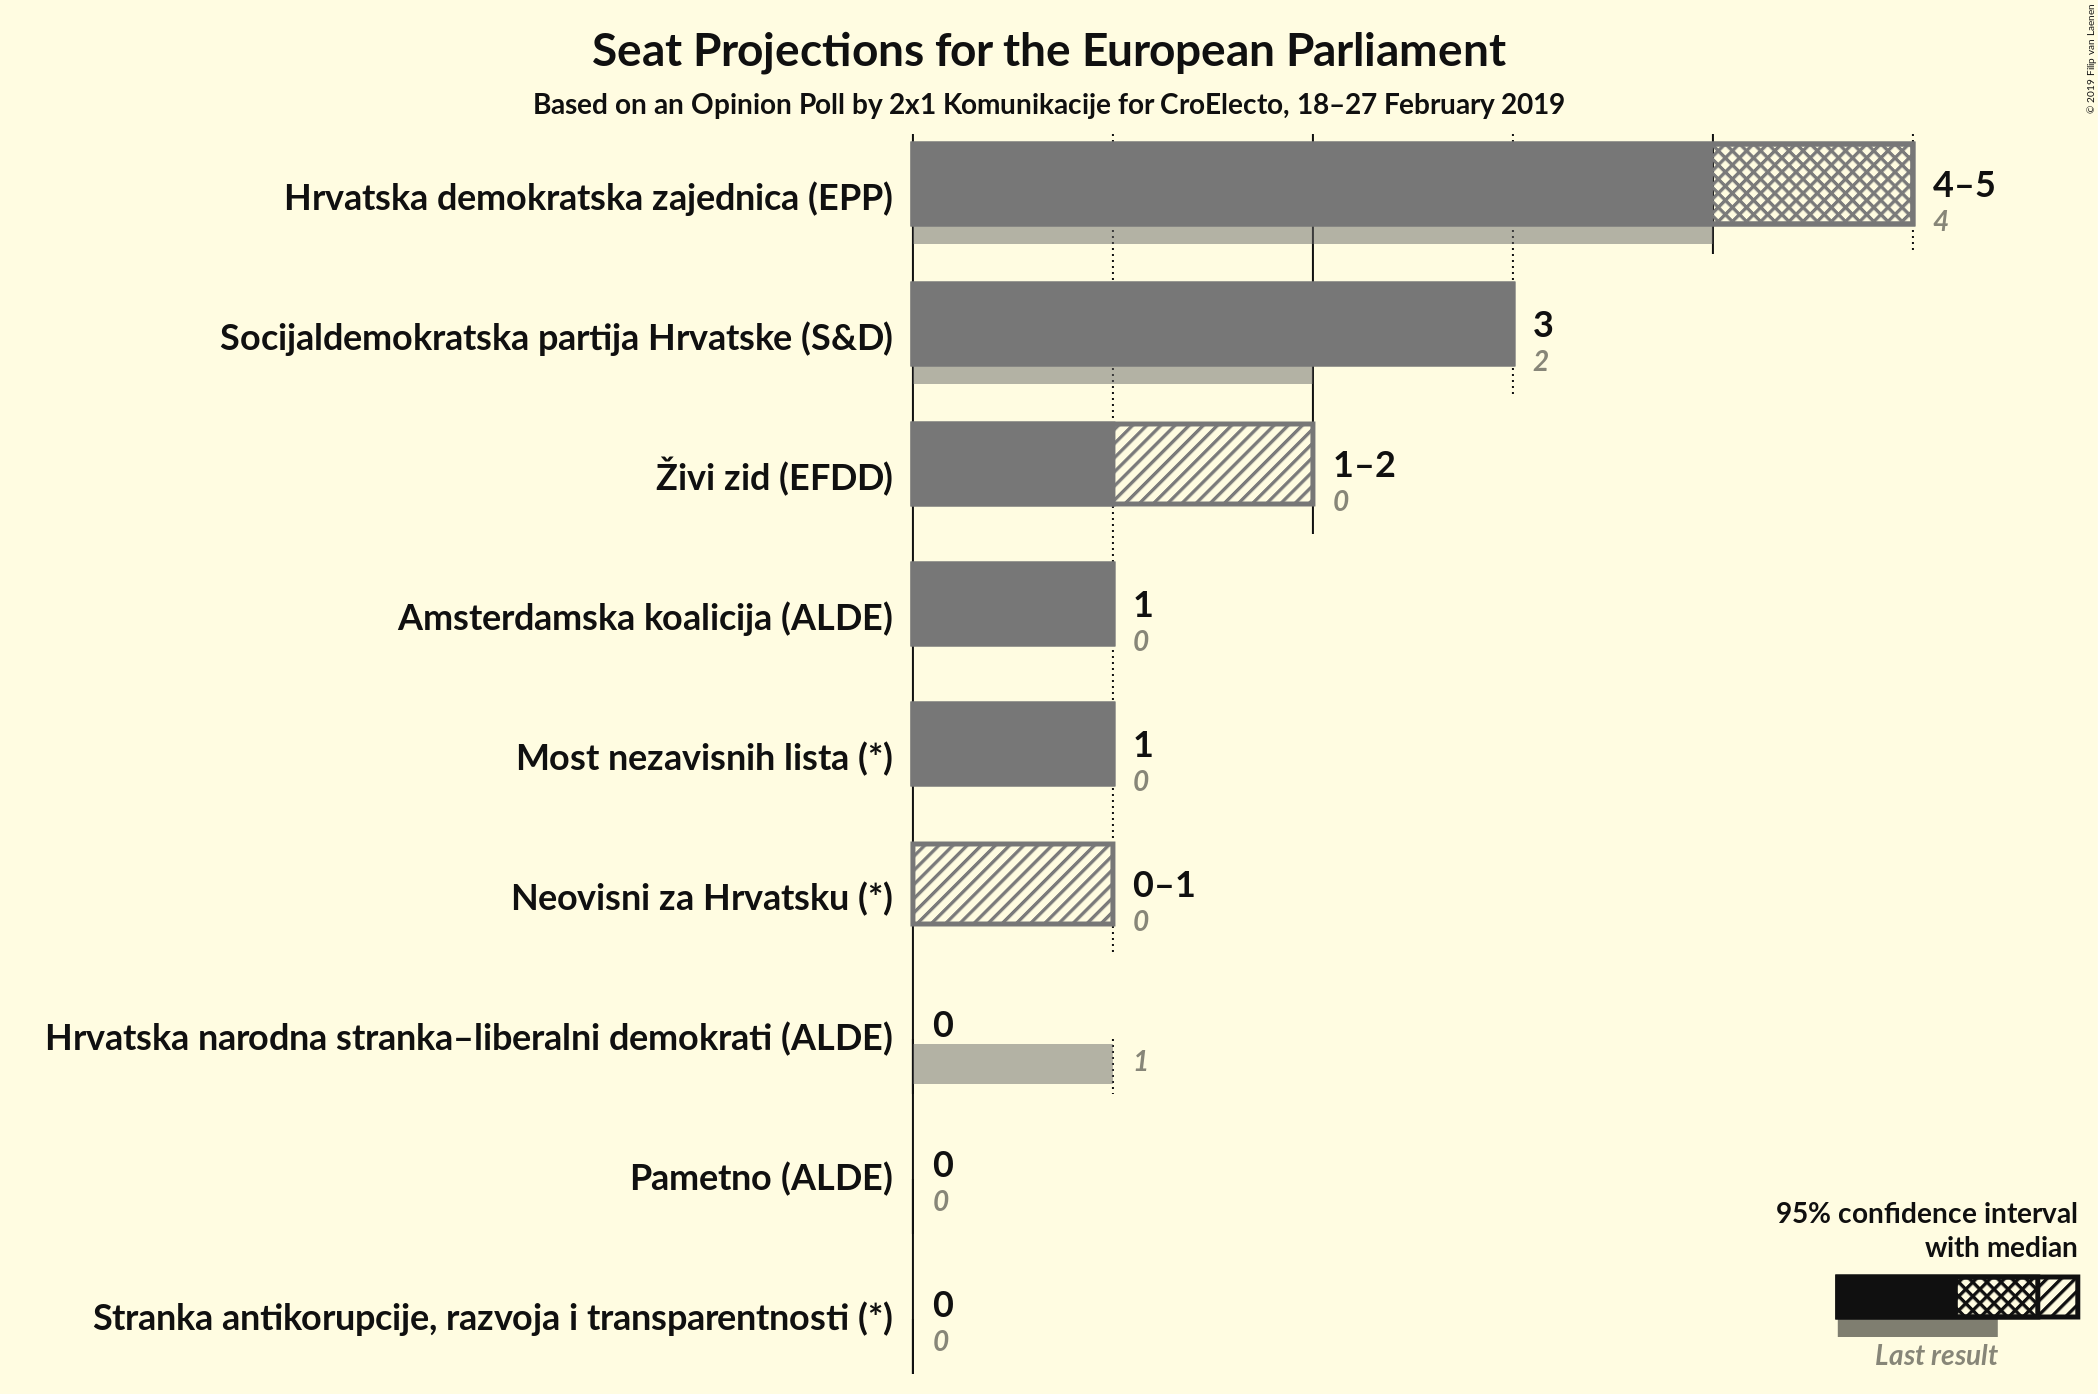 Seat Projections for the European Parliament
Based on an Opinion Poll by 2x1 Komunikacije for CroElecto, 18–27 February 2019
© 2019 Filip van Laenen
Hrvatska demokratska zajednica (EPP)
4–5
4
Socijaldemokratska partija Hrvatske (S&D)
3
2
Živi zid (EFDD)
1–2
0
Amsterdamska koalicija (ALDE)
1
0
Most nezavisnih lista (*)
1
0
Neovisni za Hrvatsku (*)
0–1
0
Hrvatska narodna stranka–liberalni demokrati (ALDE)
0
1
Pametno (ALDE)
0
0
Stranka antikorupcije, razvoja i transparentnosti (*)
0
0
95% confidence interval
with median
Last result